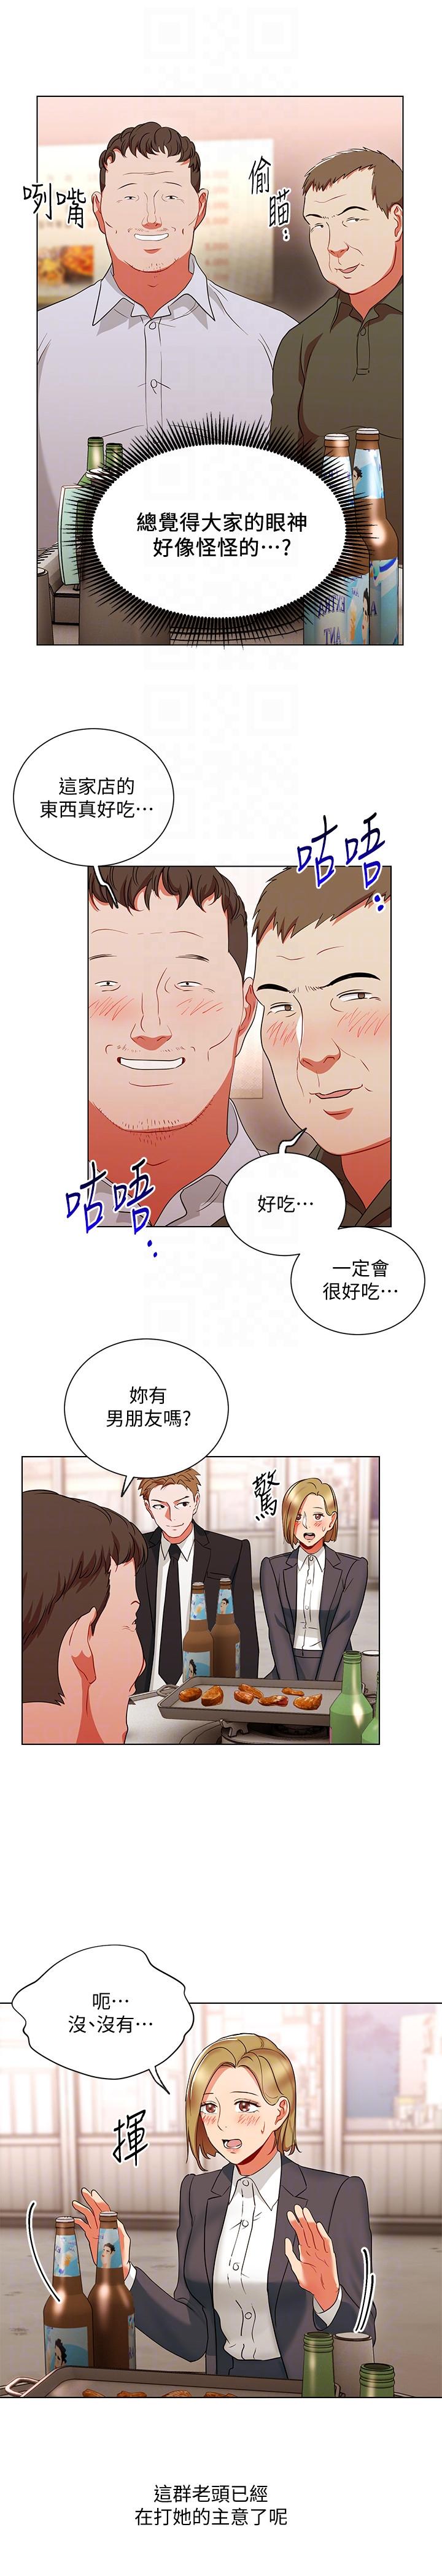 咧嘴
偷瞄:
總覺得大家的眼神
好像怪怪的…?
這家店的
東西真好吃…
咕唔:
咕唔:
好吃…
一定會
很好吃…
妳有
男朋友嗎?
驚
呃…
沒、沒有…
揮
這群老頭已經
在打她的主意了呢